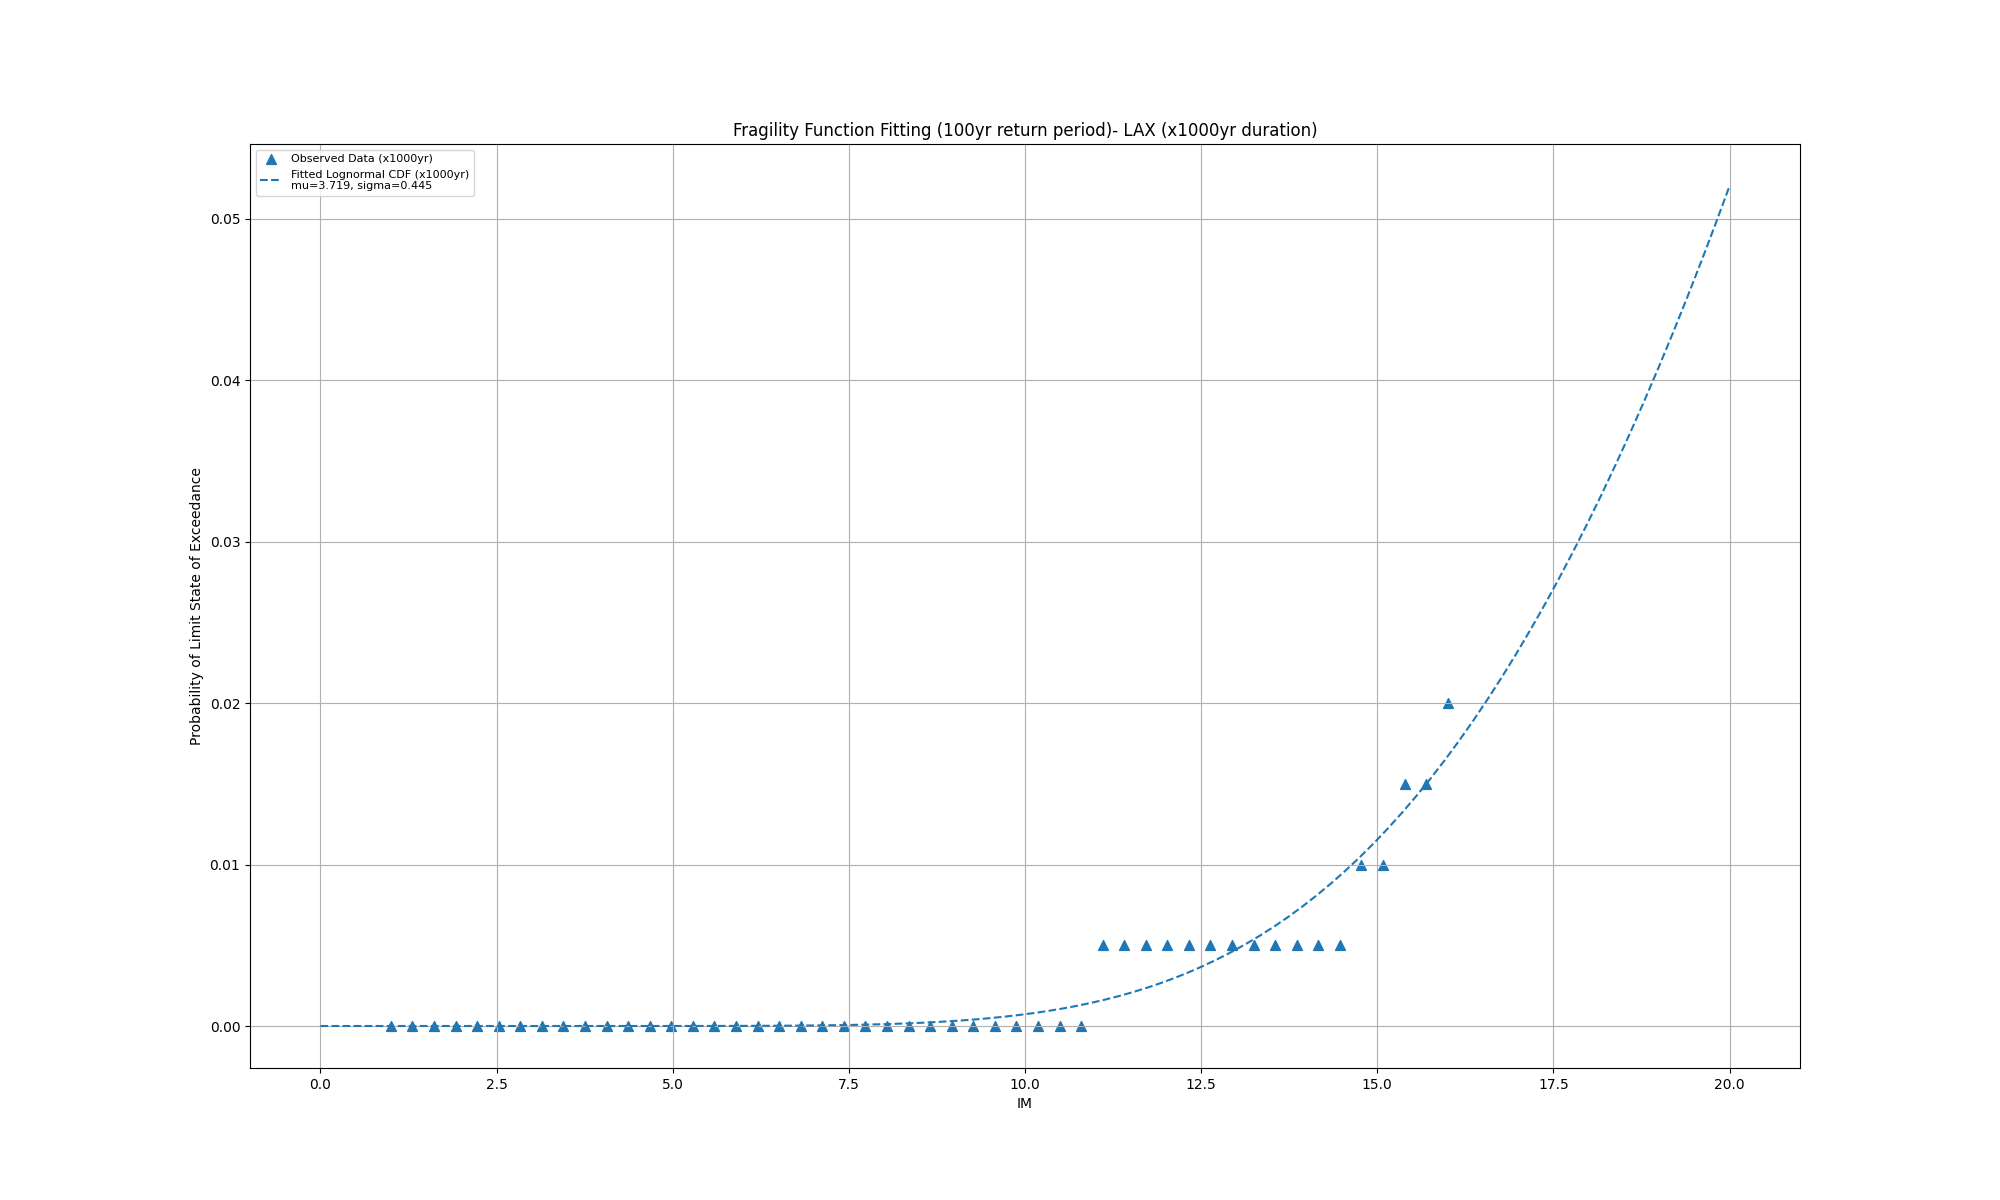 Fragility Function Fitting (100yr return period)- LAX (x1000yr duration)
Observed Data (x1000yr)
Fitted Lognormal CDF (x1000yr)
mu=3.719, sigma=0.445
Probability of Limit State of Exceedance
0.05
0.04
0.03
0.02
0.01
0.00
0.0 2.5 5.0 7.5 10.0 12.5 15.0 17.5 20.0
IM